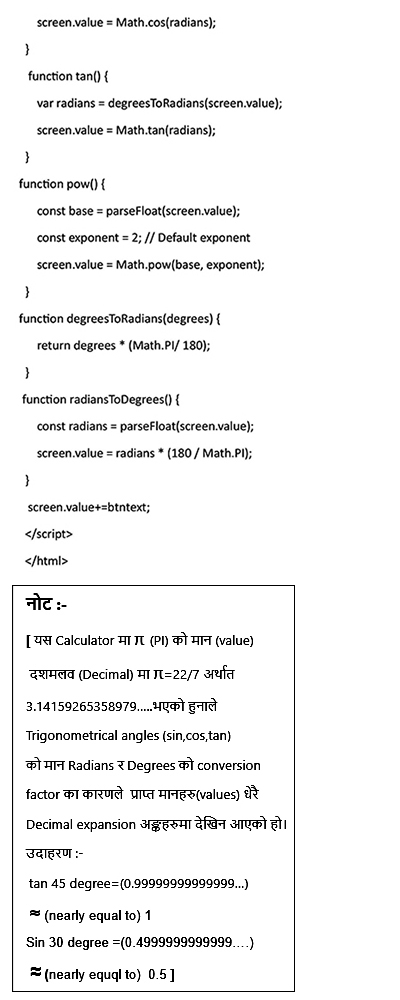 screen.value = Math.cos(radians);
}
function tan() {
var radians = degreesToRadians(screen.value);
screen.value = Math.tan(radians);
}
function pow() {
const base = parseFloat(screen.value);
const exponent = 2; // Default exponent
screen.value = Math.pow(base, exponent);
}
function degreesToRadians(degrees) {
return degrees * (Math.PI/ 180);
}
function radiansToDegrees() {
const radians = parseFloat(screen.value);
screen.value = radians * (180 / Math.PI);
}
screen.value+=btntext;
</script>
</html>
नोट :-
[ यस Calculator मा π (PI) को मान (value)
दशमलव (Decimal) मा π=22/7 अर्थात
3.14159265358979.....भएको हुनाले
Trigonometrical angles (sin,cos,tan)
को मान Radians र Degrees को conversion
factor का कारणले प्राप्त मानहरु(values) धेरै
Decimal expansion अङ्कहरुमा देखिन आएको हो।
उदाहरण :-
tan 45 degree=(0.99999999999999...)
≈ (nearly equql to) 1
Sin 30 degree =(0.4999999999999....)
≈ (nearly equql to) 0.5 ]